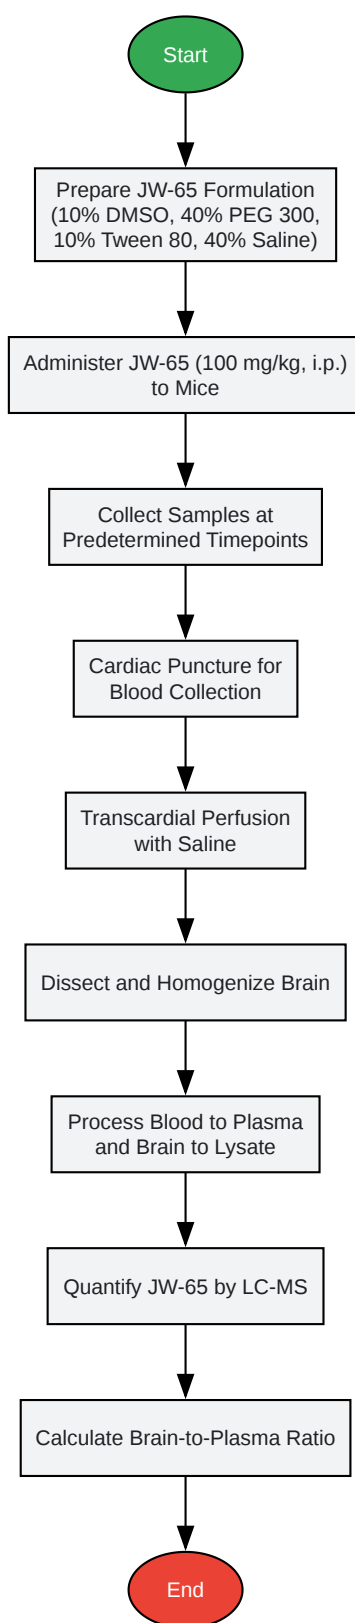 Start
Prepare JW-65 Formulation
(10% DMSO, 40% PEG 300,
10% Tween 80, 40% Saline)
Administer JW-65 (100 mg/kg, i.p.)
to Mice
Collect Samples at
Predetermined Timepoints
Cardiac Puncture for
Blood Collection
Transcardial Perfusion
with Saline
Dissect and Homogenize Brain
Process Blood to Plasma
and Brain to Lysate
Quantify JW-65 by LC-MS
Calculate Brain-to-Plasma Ratio
End